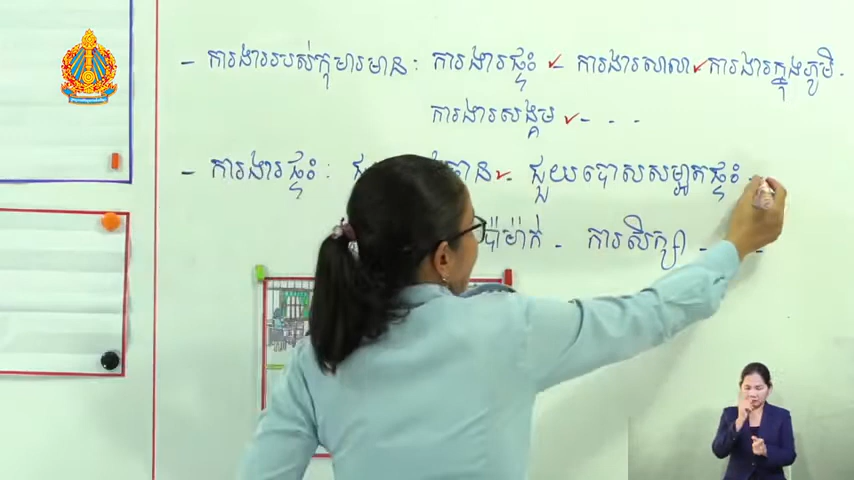 - ការងាររបស់កុមារមាន: ការងារផ្ទះ - ការងារសាលា ការងារក្នុងភូមិ.
ការងារសង្គម - . .
- ការងារផ្ទះ: ជួយបោសសម្អាតផ្ទះ -
ប៉ាម៉ាក់ - ការសិក្សា -